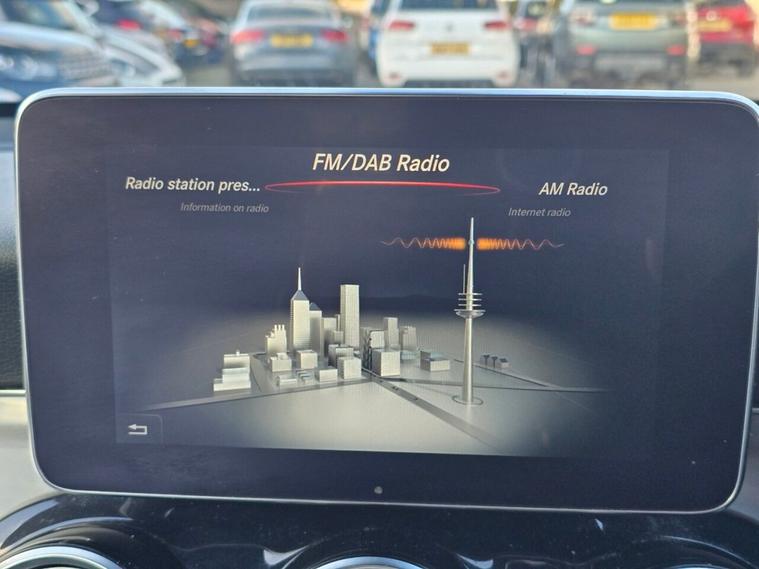 FM/DAB Radio
Radio station pres...
AM Radio
Information on radio
Internet radio